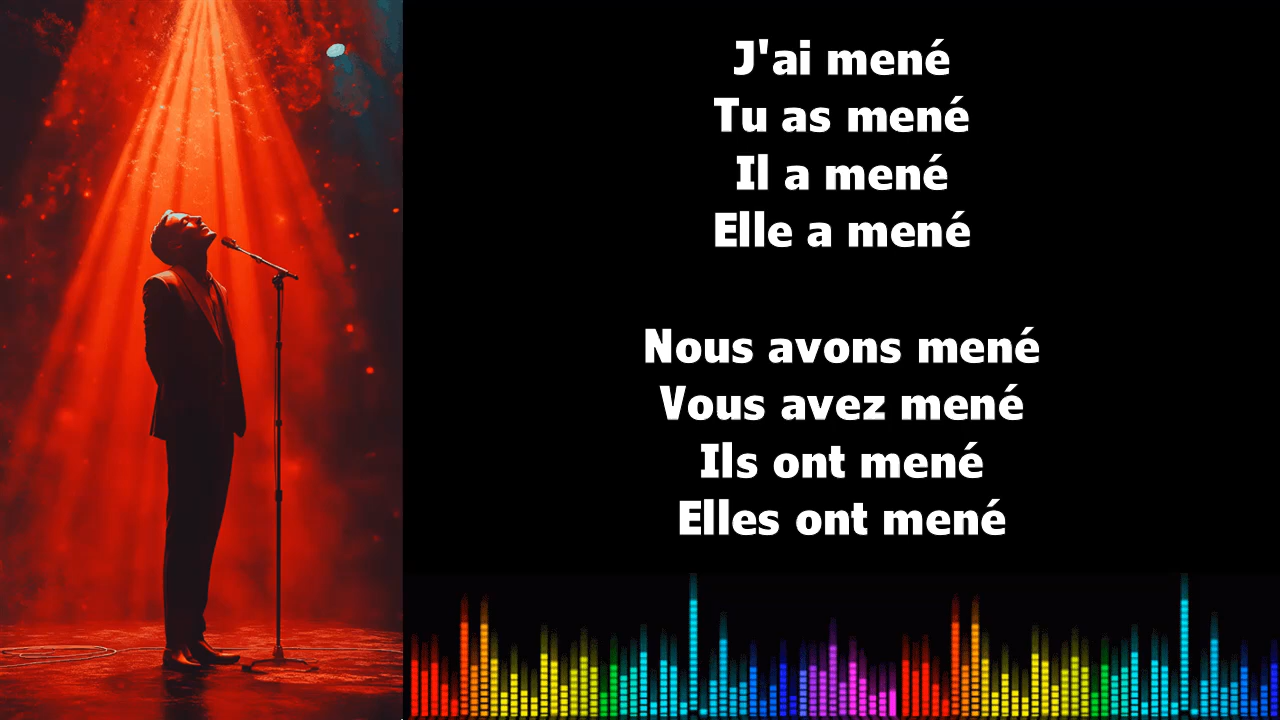 J'ai mené
Tu as mené
Il a mené
Elle a mené
Nous avons mené
Vous avez mené
Ils ont mené
Elles ont mené